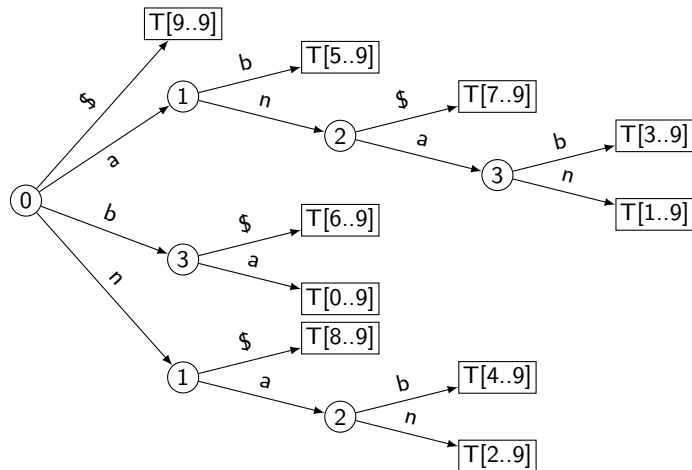 T[9..9]
$ b T[5..9]
1 $ T[7..9]
n
a 2 b T[3..9]
a
3
0 n T[1..9]
b $ T[6..9]
3 a
n T[0..9]
$ T[8..9]
1 b T[4..9]
a
2 n
T[2..9]